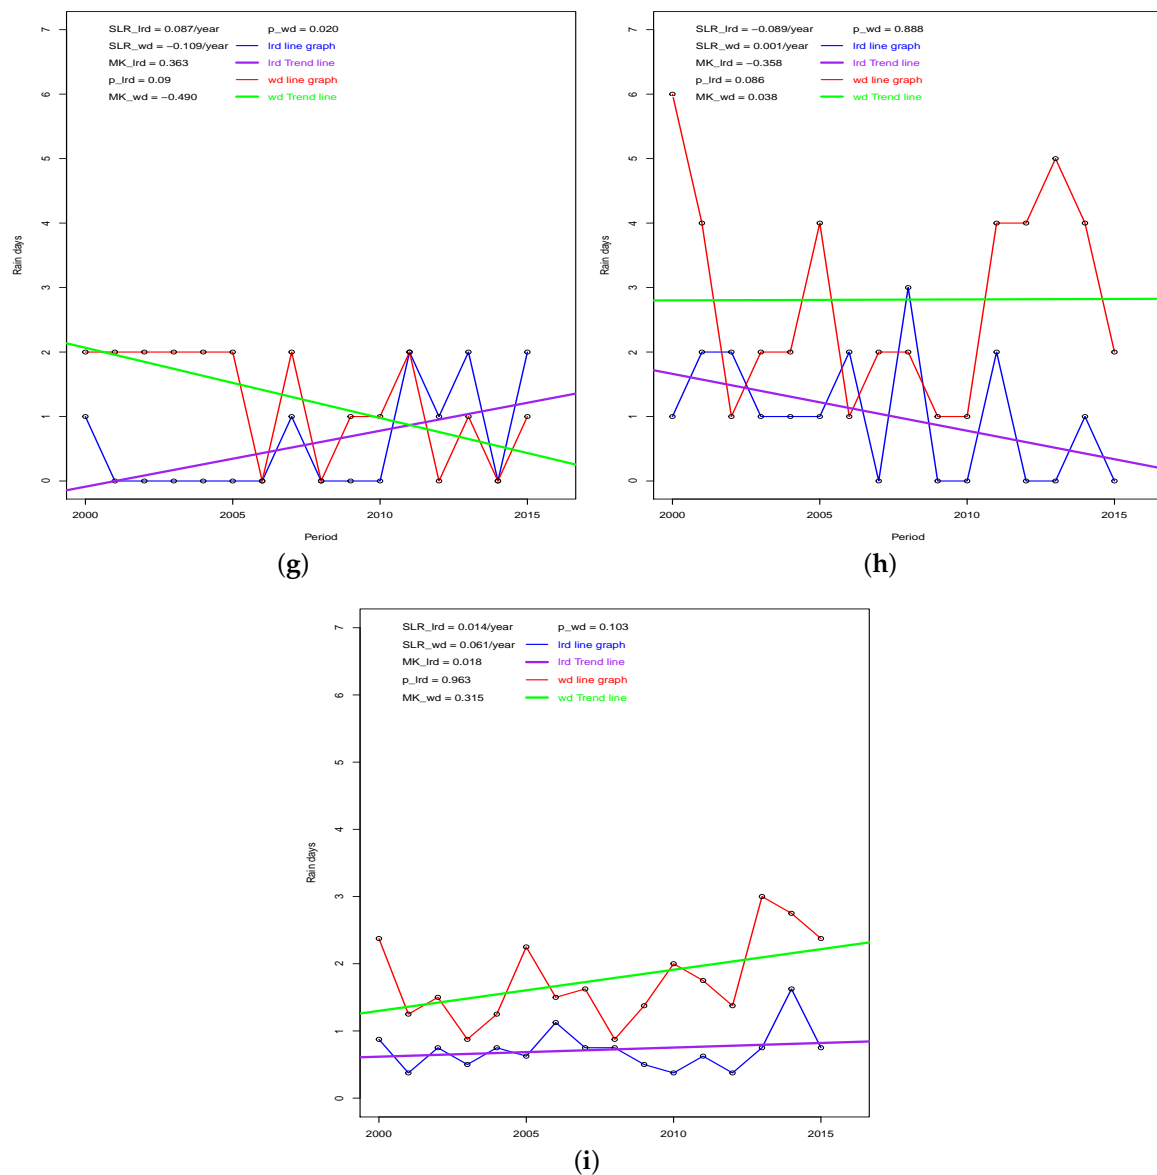 SLR_lrd = 0.087/year p_wd = 0.020
SLR_wd = −0.109/year lrd line graph
MK_lrd = 0.363 lrd Trend line
p_lrd = 0.09 wd line graph
MK_wd = −0.490 wd Trend line
7
6
5
4
3
2
1
0
Rain days
2000 2005 2010 2015
Period
(g)
SLR_lrd = −0.089/year p_wd = 0.888
SLR_wd = 0.001/year lrd line graph
MK_lrd = −0.358 lrd Trend line
p_lrd = 0.086 wd line graph
MK_wd = 0.038 wd Trend line
7
6
5
4
3
2
1
0
Rain days
2000 2005 2010 2015
Period
(h)
SLR_lrd = 0.014/year p_wd = 0.103
SLR_wd = 0.061/year lrd line graph
MK_lrd = 0.018 lrd Trend line
p_lrd = 0.963 wd line graph
MK_wd = 0.315 wd Trend line
7
6
5
4
3
2
1
0
Rain days
2000 2005 2010 2015
(i)